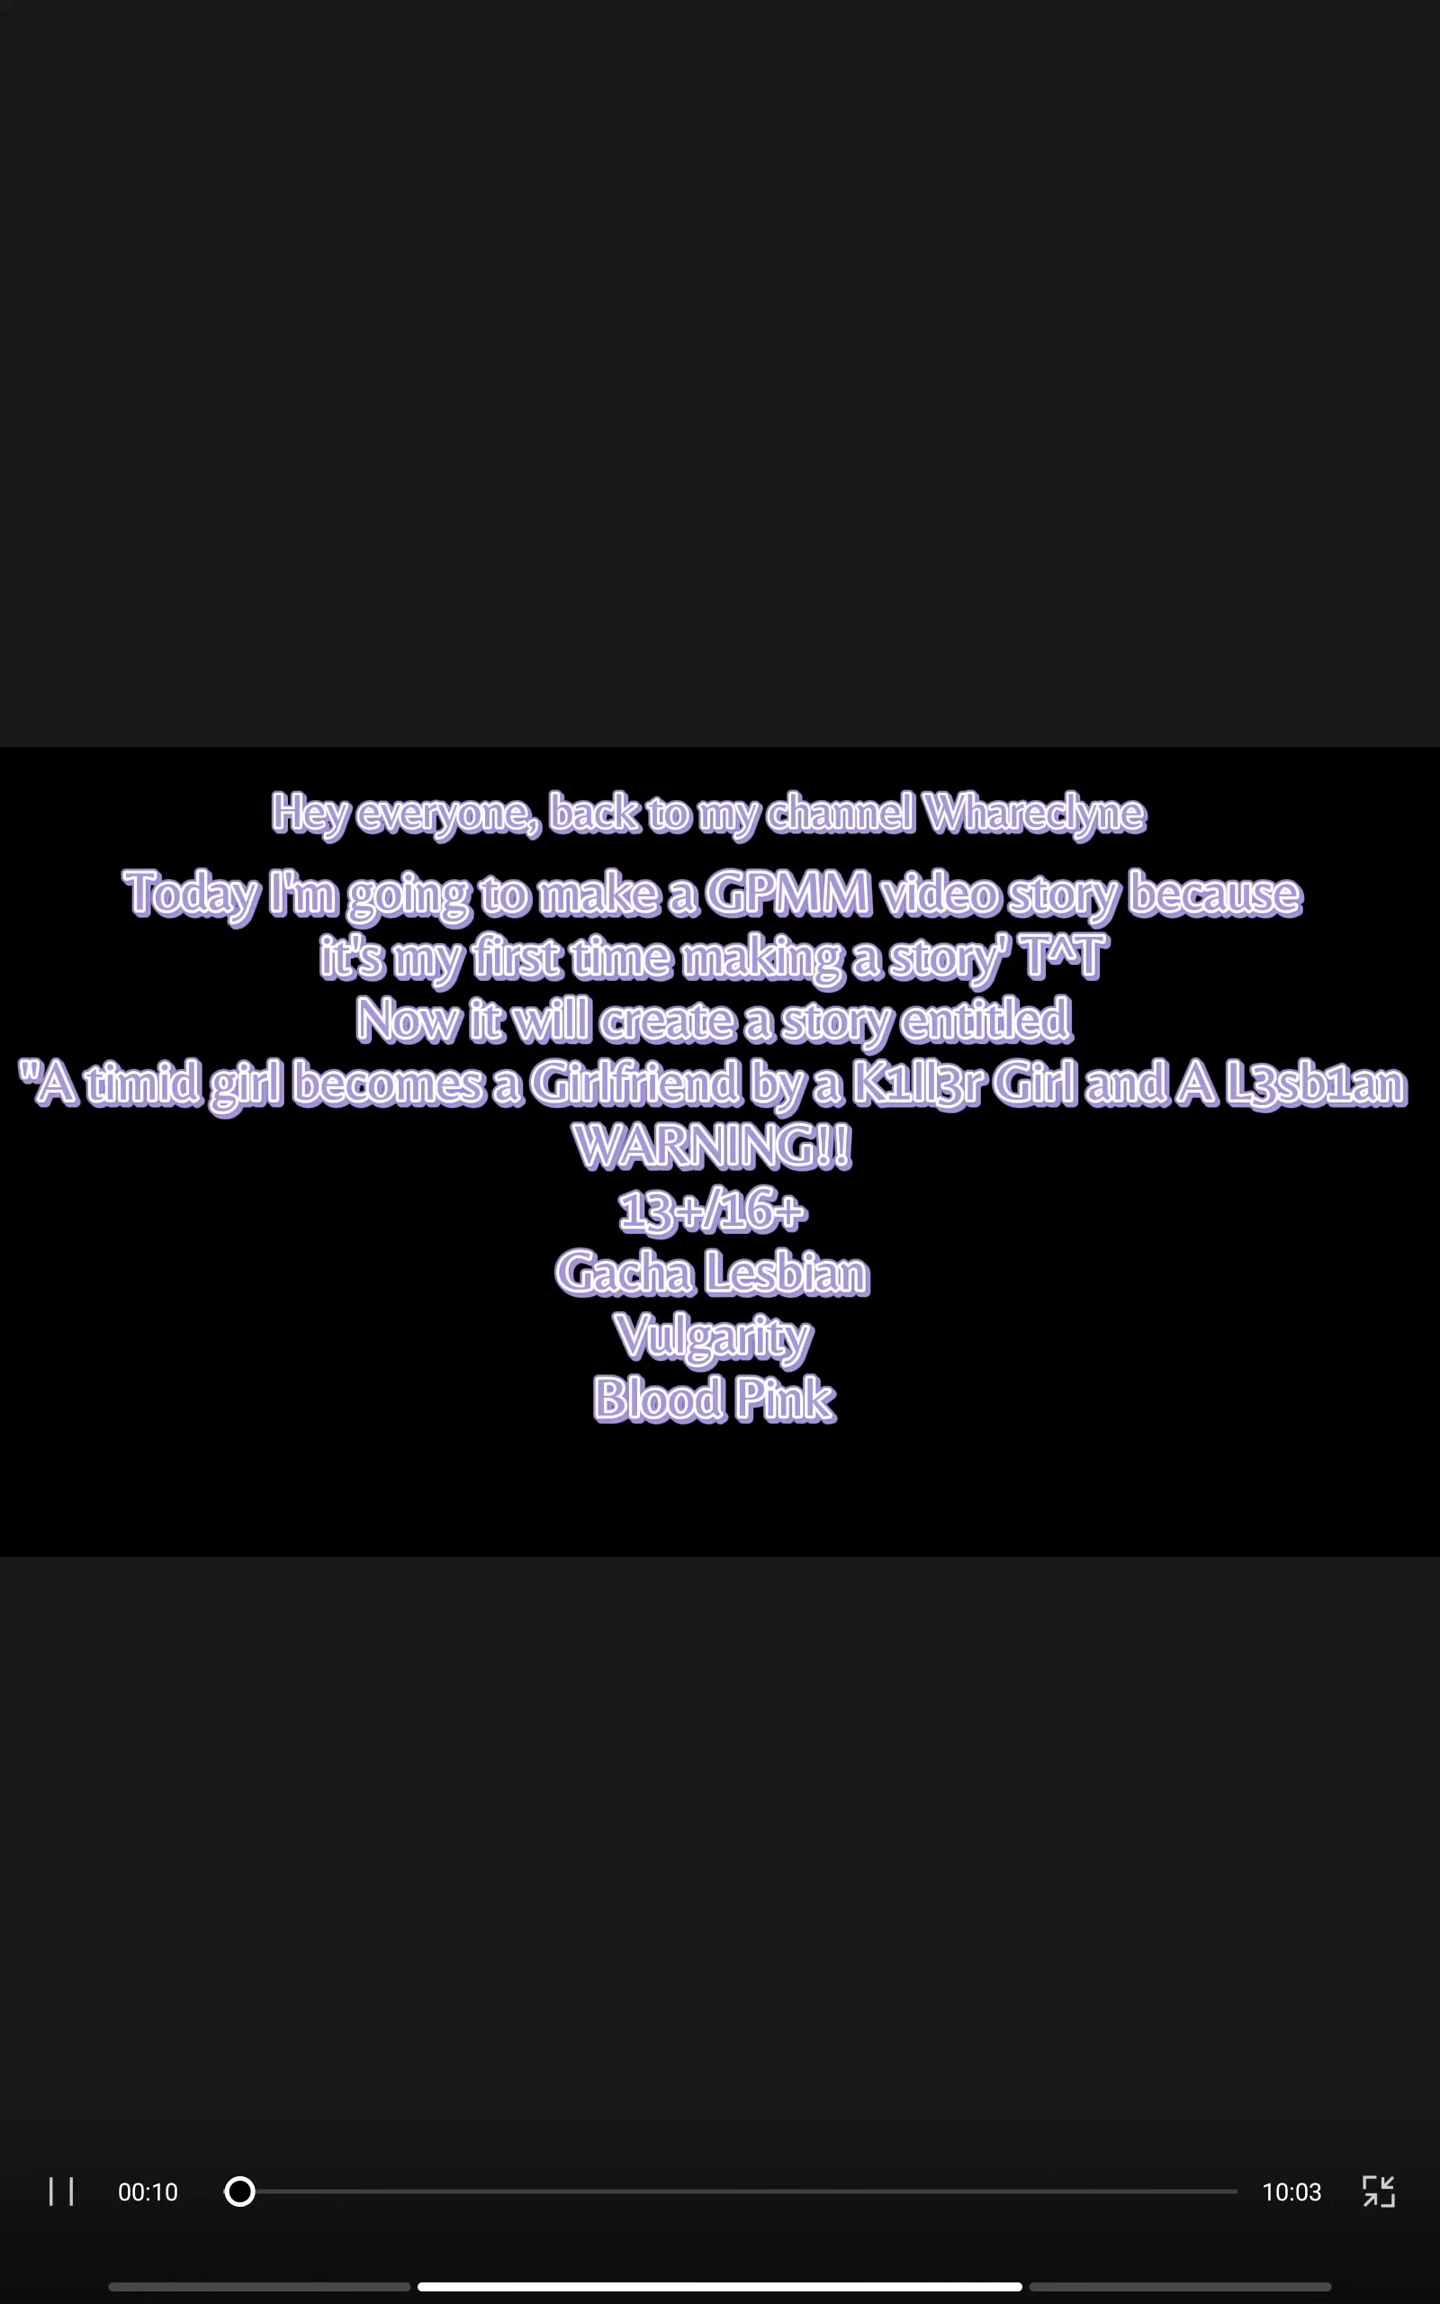 Hey everyone, back to my channel Whareclyne
Today I'm going to make a GPMM video story because
it's my first time making a story' T^T
Now it will create a story entitled
"A timid girl becomes a Girlfriend by a K1ll3r Girl and A L3sb1an
WARNING!!
13+/16+
Gacha Lesbian
Vulgarity
Blood Pink
00:10
10:03